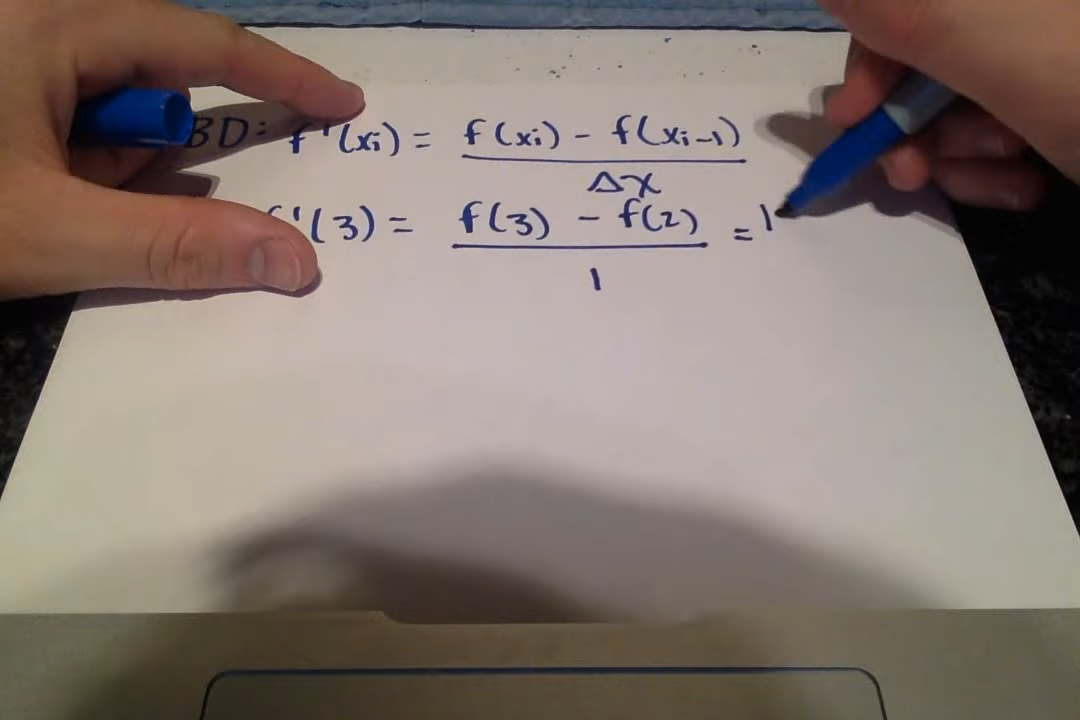 BD: f'(xi) = f(xi) - f(xi-1)
Δx
f'(3) = f(3) - f(2) = 1
1